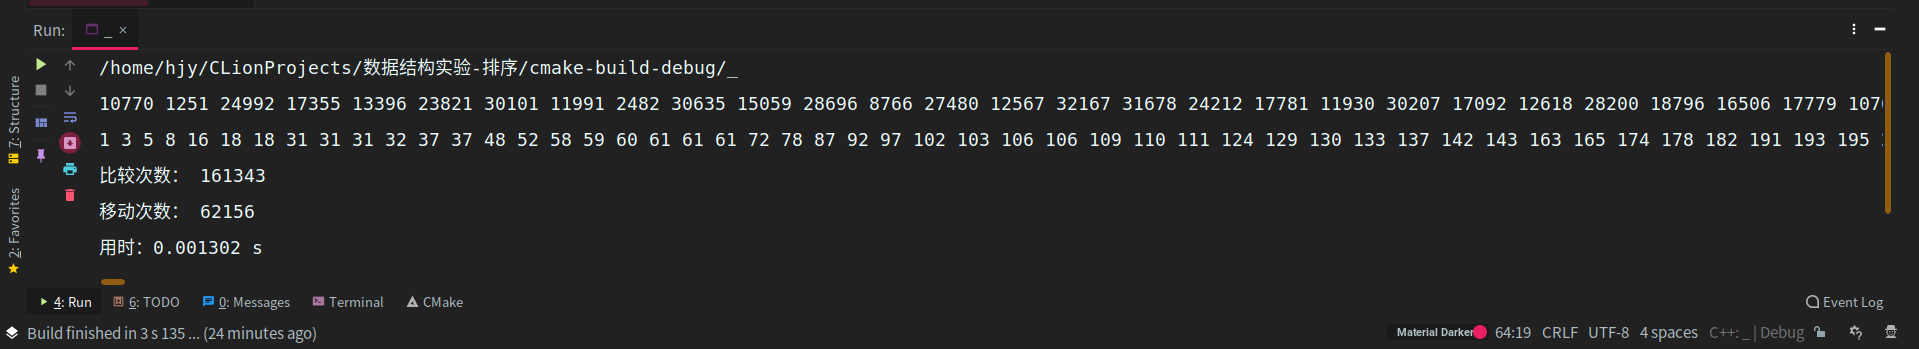 Run: _ ×
/home/hjy/CLionProjects/数据结构实验-排序/cmake-build-debug/_
10770 1251 24992 17355 13396 23821 30101 11991 2482 30635 15059 28696 8766 27480 12567 32167 31678 24212 17781 11930 30207 17092 12618 28200 18796 16506 17779
1 3 5 8 16 18 18 31 31 31 32 37 37 48 52 58 59 60 61 61 61 72 78 87 92 97 102 103 106 106 109 110 111 124 129 130 133 137 142 143 163 165 174 178 182 191 193 195
比较次数： 161343
移动次数： 62156
用时：0.001302 s
7: Structure
2: Favorites
4: Run 6: TODO 0: Messages Terminal CMake Event Log
Build finished in 3 s 135 ... (24 minutes ago) Material Darker 64:19 CRLF UTF-8 4 spaces C++: _ | Debug